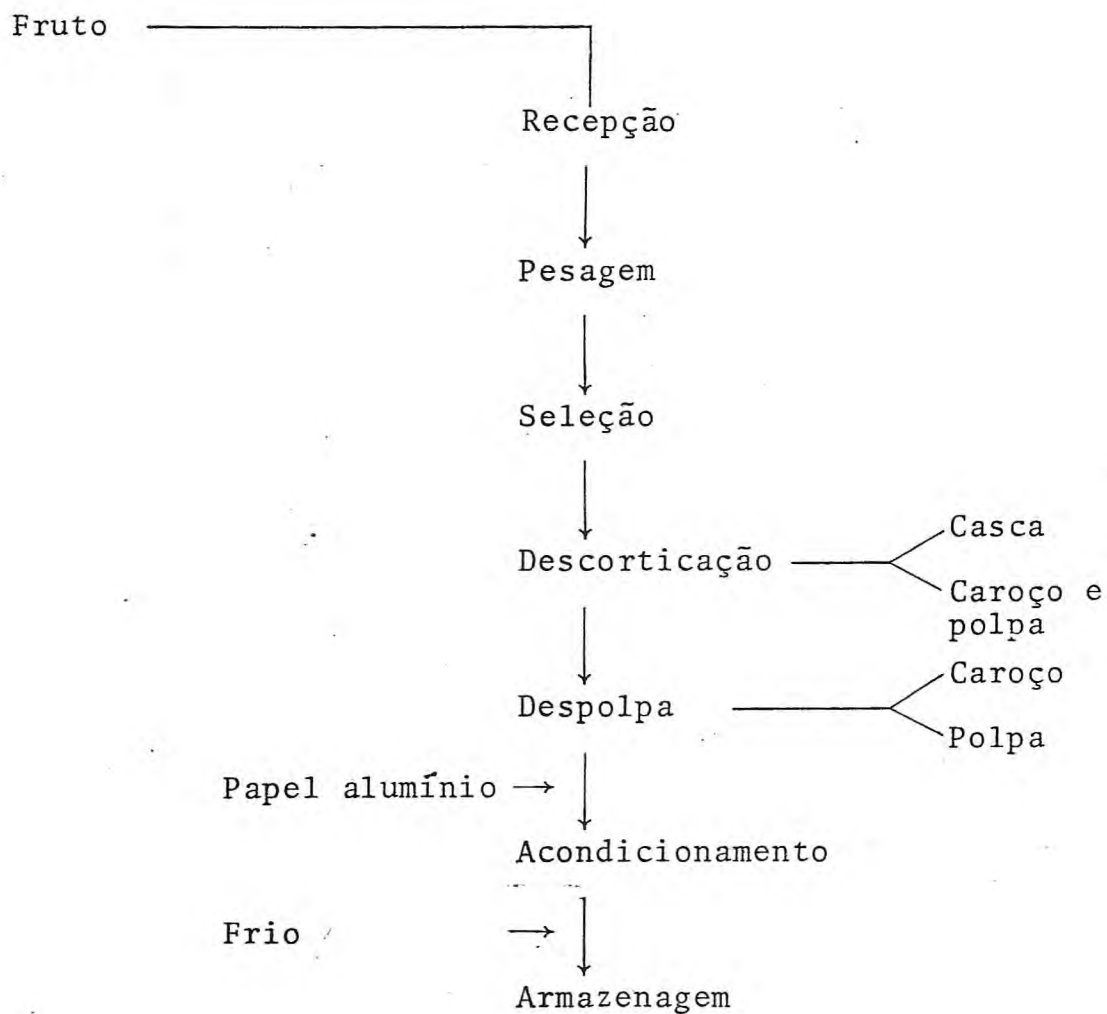 Fruto
Recepção
Pesagem
Seleção
Descorticação
Casca
Caroço e
polpa
Despolpa
Caroço
Polpa
Papel alumínio
Acondicionamento
Frio
Armazenagem